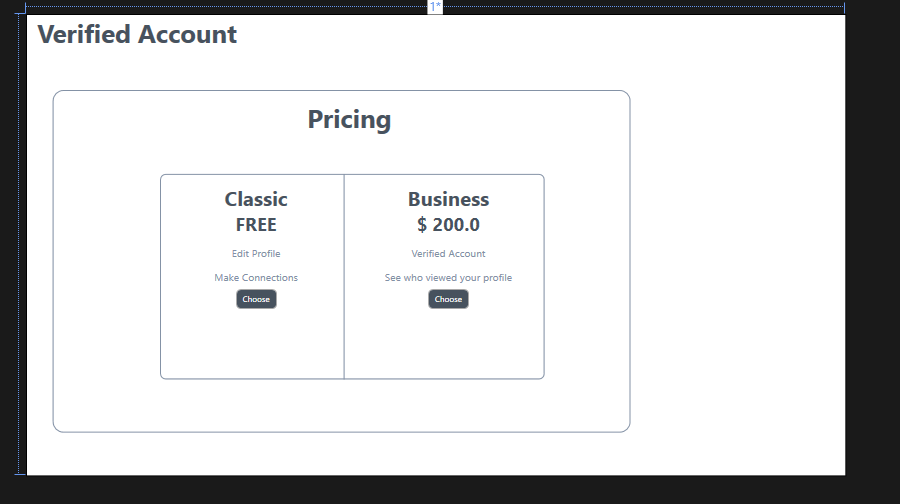 1*
Verified Account
Pricing
Classic
FREE
Edit Profile
Make Connections
Choose
Business
$ 200.0
Verified Account
See who viewed your profile
Choose